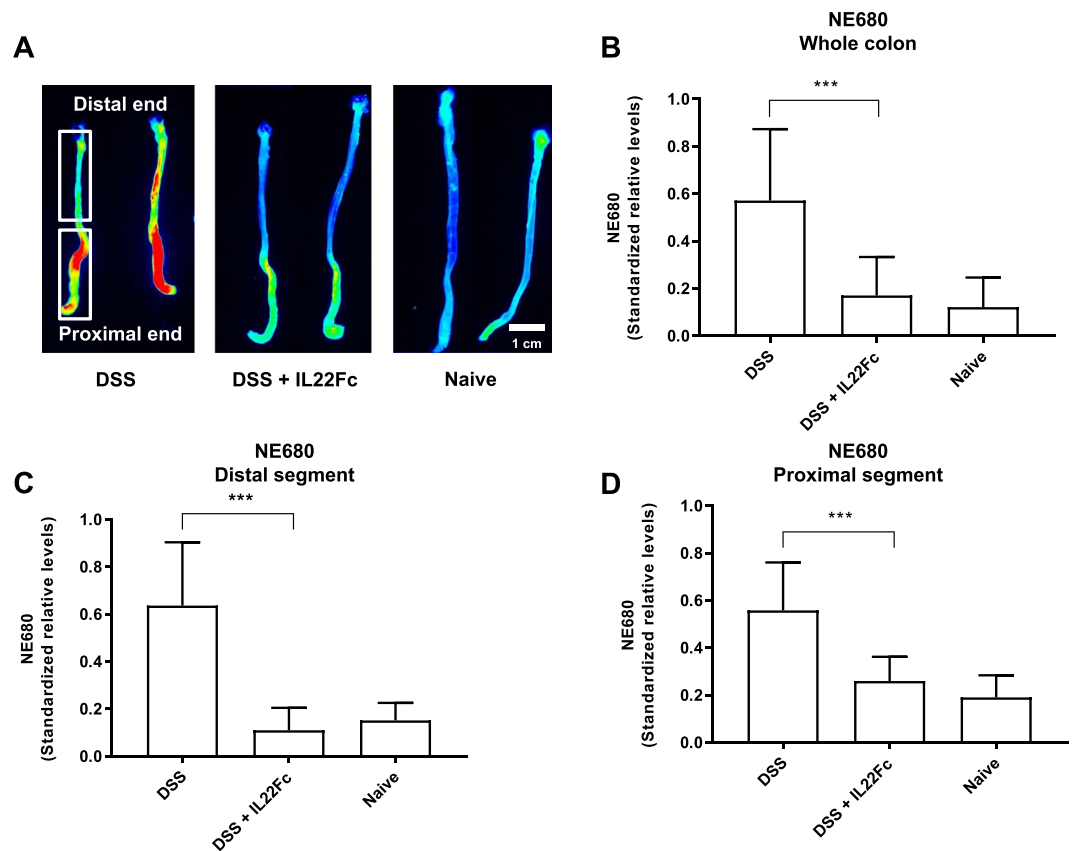 A
Distal end
Proximal end
1 cm
DSS
DSS + IL22Fc
Naive
B
NE680
Whole colon
***
NE680
(Standardized relative levels)
1.0
0.8
0.6
0.4
0.2
0.0
DSS
DSS + IL22Fc
Naive
C
NE680
Distal segment
***
NE680
(Standardized relative levels)
1.0
0.8
0.6
0.4
0.2
0.0
DSS
DSS + IL22Fc
Naive
D
NE680
Proximal segment
***
NE680
(Standardized relative levels)
1.0
0.8
0.6
0.4
0.2
0.0
DSS
DSS + IL22Fc
Naive